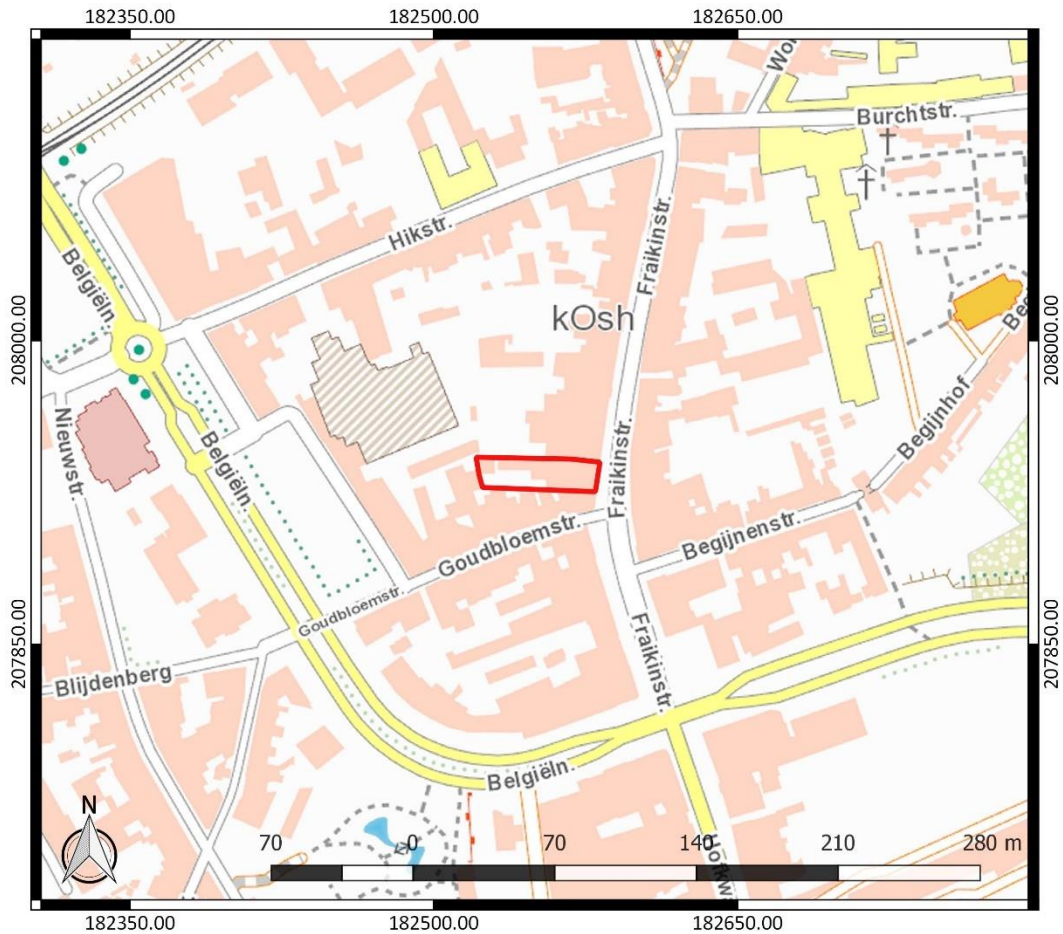 182350.00 182500.00 182650.00
Wol
Burchtstr.
Hikstr.
Fraikinstr.
Belgiëln
kOsh
208000.00
208000.00
Nieuwstr.
Belgiëln.
Fraikinstr.
Begijnhof
Goudbloemstr.
Begijnenstr.
Goudbloemstr.
Fraikinstr.
207850.00
207850.00
Blijdenberg
Belgiëln.
N
70 0 70 140 210 280 m
182350.00 182500.00 182650.00